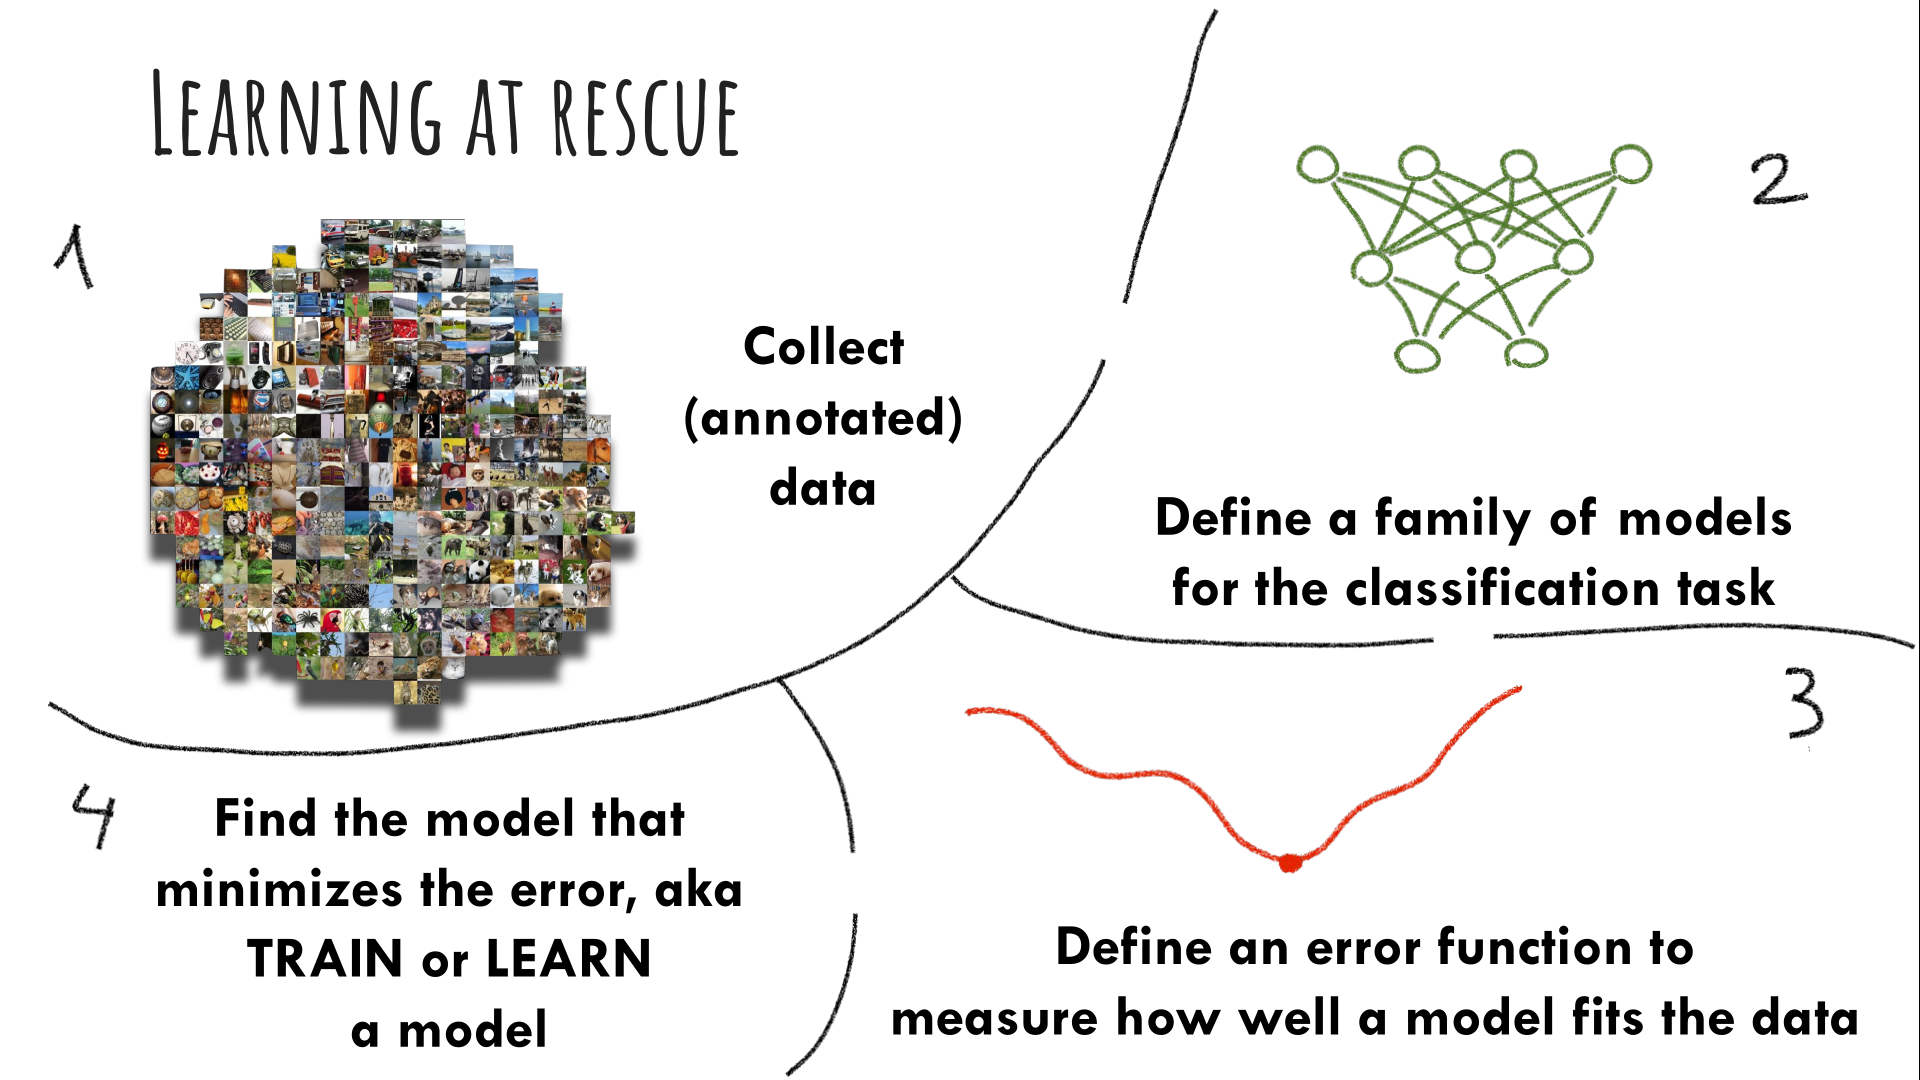 LEARNING AT RESCUE
1
Collect
(annotated)
data
2
Define a family of models
for the classification task
3
Define an error function to
measure how well a model fits the data
4
Find the model that
minimizes the error, aka
TRAIN or LEARN
a model